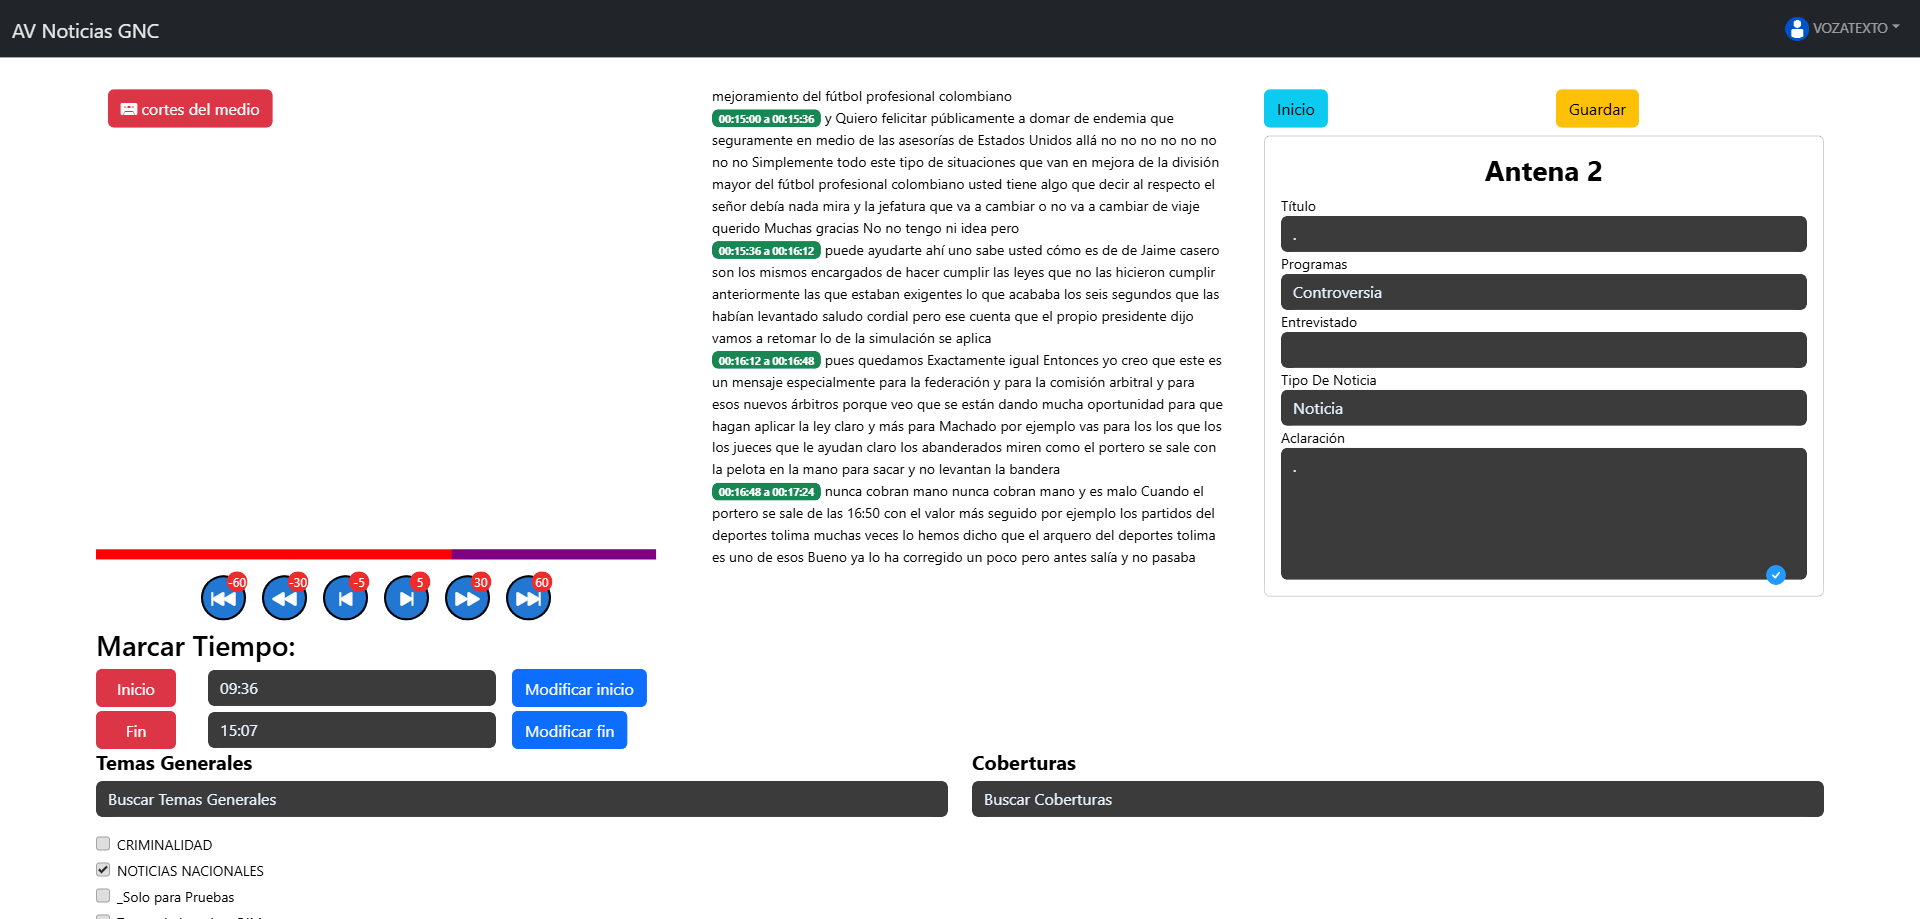 AV Noticias GNC
VOZATEXTO
cortes del medio
mejoramiento del fútbol profesional colombiano
00:15:00 a 00:15:36 y Quiero felicitar públicamente a domar de endemia que
seguramente en medio de las asesorías de Estados Unidos allá no no no no no no
no no Simplemente todo este tipo de situaciones que van en mejora de la división
mayor del fútbol profesional colombiano usted tiene algo que decir al respecto el
señor debía nada mira y la jefatura que va a cambiar o no va a cambiar de viaje
querido Muchas gracias No no tengo ni idea pero
00:15:36 a 00:16:12 puede ayudarte ahí uno sabe usted cómo es de de Jaime casero
son los mismos encargados de hacer cumplir las leyes que no las hicieron cumplir
anteriormente las que estaban exigentes lo que acababa los seis segundos que las
habían levantado saludo cordial pero ese cuenta que el propio presidente dijo
vamos a retomar lo de la simulación se aplica
00:16:12 a 00:16:48 pues quedamos Exactamente igual Entonces yo creo que este es
un mensaje especialmente para la federación y para la comisión arbitral y para
esos nuevos árbitros porque veo que se están dando mucha oportunidad para que
hagan aplicar la ley claro y más para Machado por ejemplo vas para los los que los
los jueces que le ayudan claro los abanderados miren como el portero se sale con
la pelota en la mano para sacar y no levantan la bandera
00:16:48 a 00:17:24 nunca cobran mano nunca cobran mano y es malo Cuando el
portero se sale de las 16:50 con el valor más seguido por ejemplo los partidos del
deportes tolima muchas veces lo hemos dicho que el arquero del deportes tolima
es uno de esos Bueno ya lo ha corregido un poco pero antes salía y no pasaba
Inicio
Guardar
Antena 2
Título
.
Programas
Controversia
Entrevistado
Tipo De Noticia
Noticia
Aclaración
.
-60
-30
-5
5
30
60
Marcar Tiempo:
Inicio
09:36
Modificar inicio
Fin
15:07
Modificar fin
Temas Generales
Buscar Temas Generales
CRIMINALIDAD
NOTICIAS NACIONALES
_Solo para Pruebas
Coberturas
Buscar Coberturas